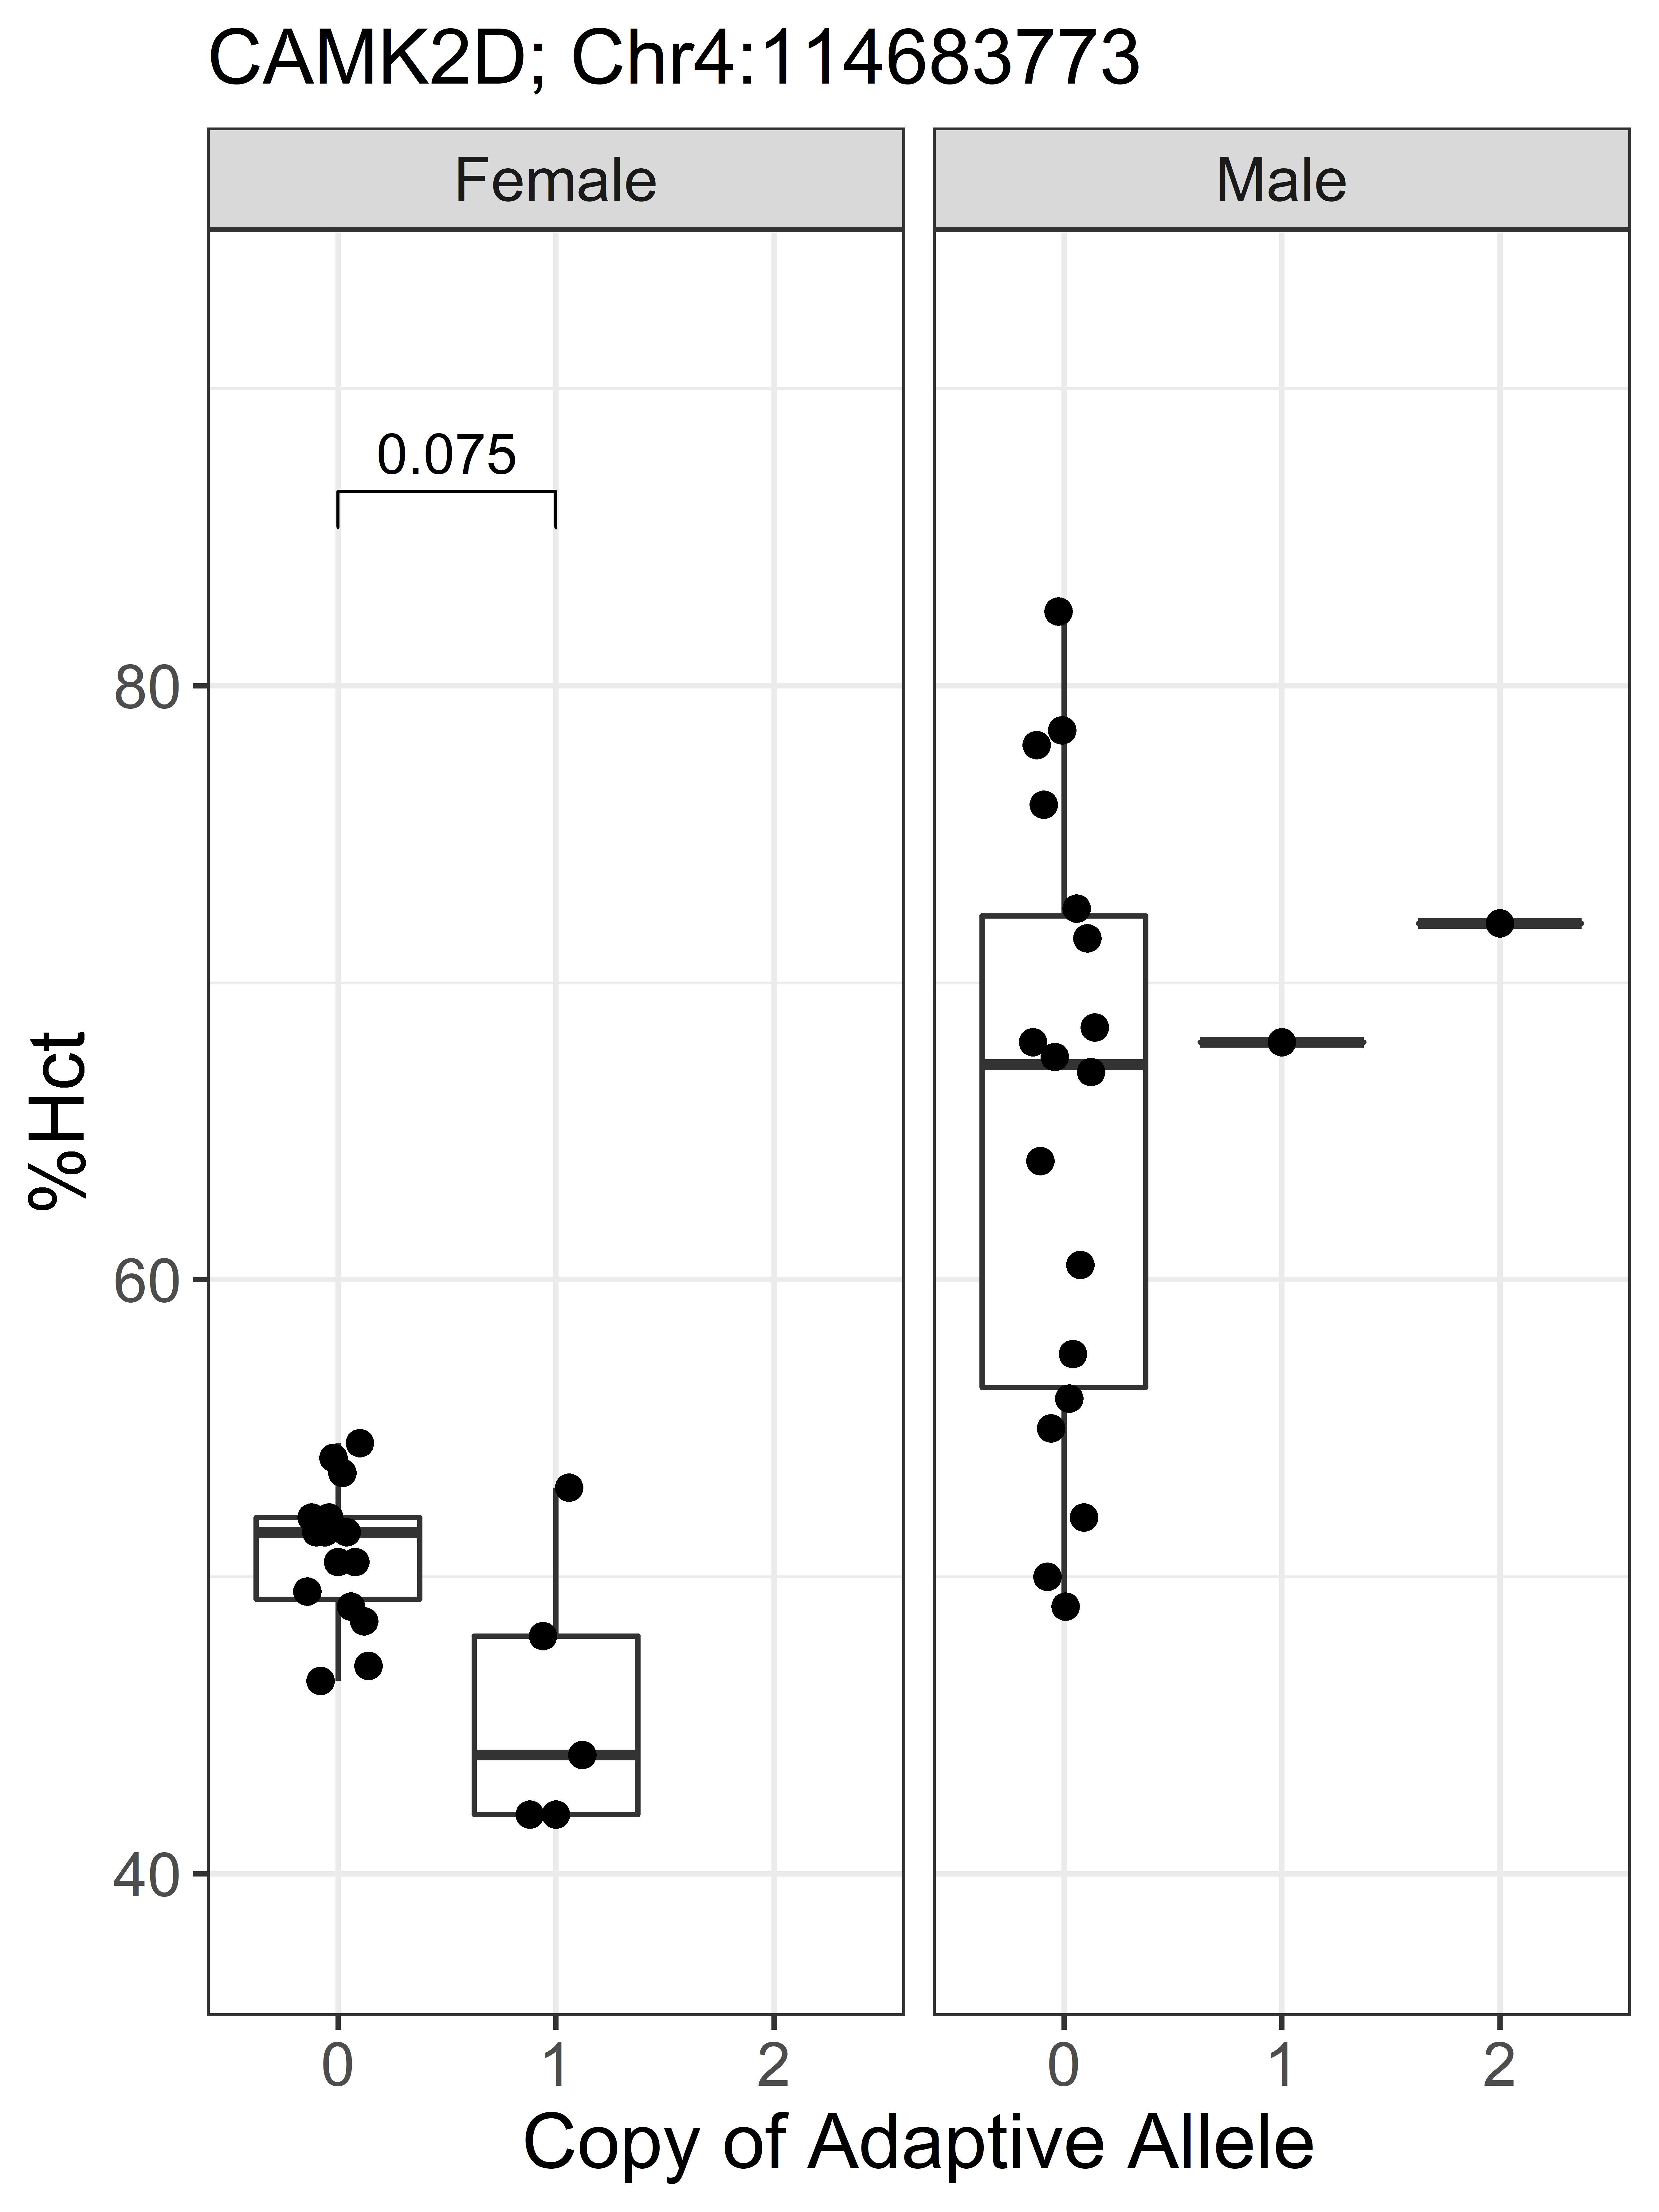 CAMK2D; Chr4:114683773
Female
Male
0.075
%Hct
80
60
40
0 1 2
0 1 2
Copy of Adaptive Allele